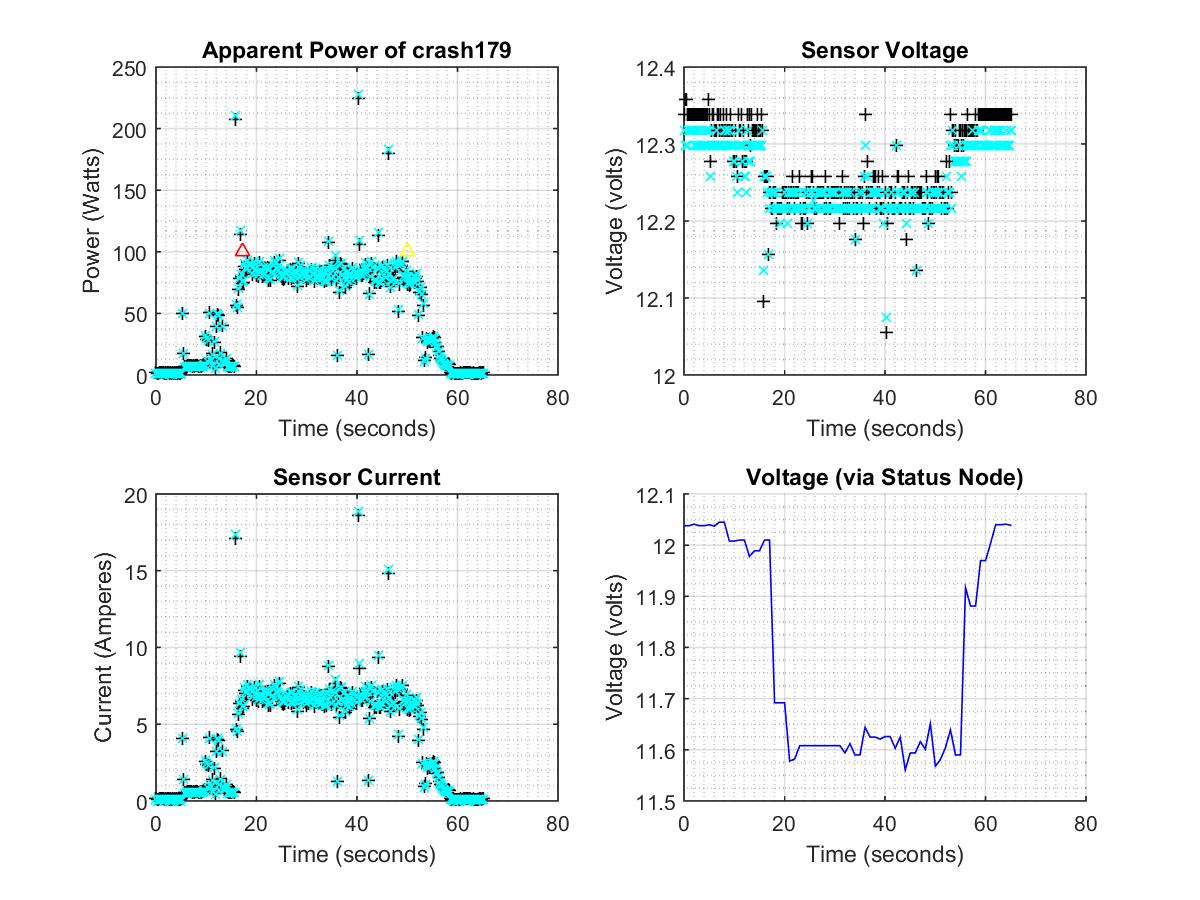 Apparent Power of crash179
250
200
150
100
50
0
Power (Watts)
0 20 40 60 80
Time (seconds)
Sensor Voltage
12.4
12.3
12.2
12.1
12
Voltage (volts)
0 20 40 60 80
Time (seconds)
Sensor Current
20
15
10
5
0
Current (Amperes)
0 20 40 60 80
Time (seconds)
Voltage (via Status Node)
12.1
12
11.9
11.8
11.7
11.6
11.5
Voltage (volts)
0 20 40 60 80
Time (seconds)